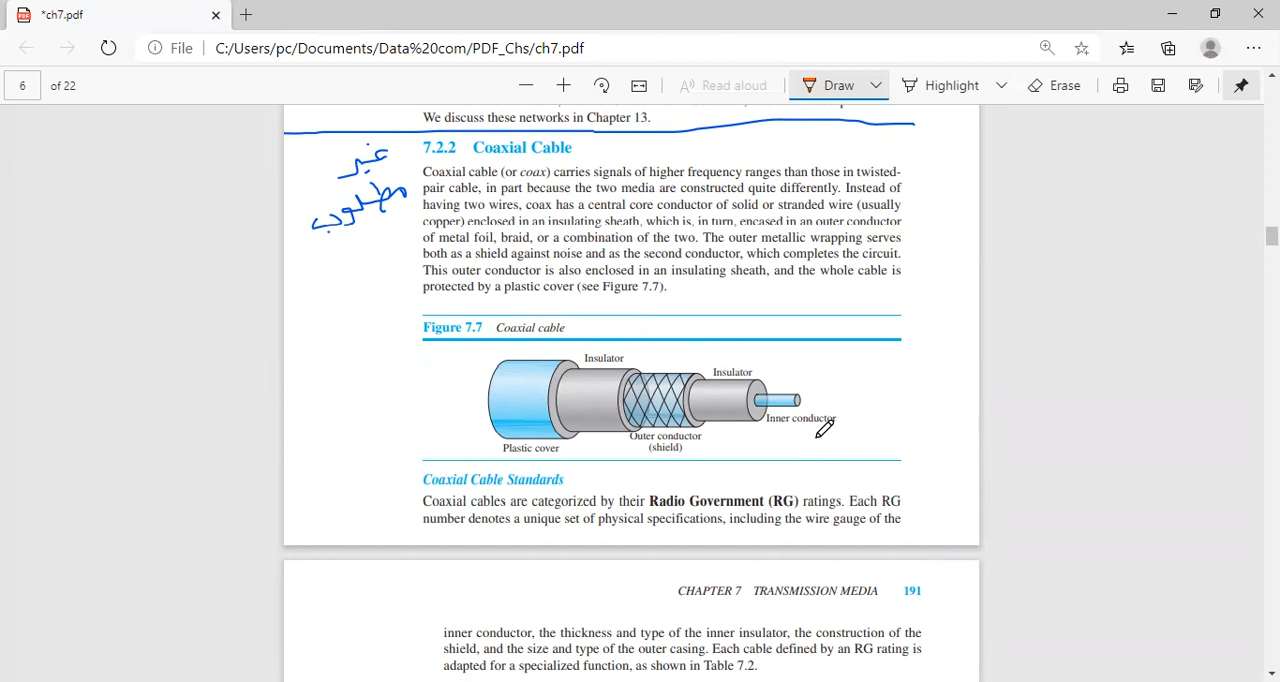 *ch7.pdf
File C:/Users/pc/Documents/Data%20com/PDF_Chs/ch7.pdf
6 of 22 Read aloud Draw Highlight Erase
We discuss these networks in Chapter 13.
غير
مطلوب
7.2.2 Coaxial Cable
Coaxial cable (or coax) carries signals of higher frequency ranges than those in twisted-
pair cable, in part because the two media are constructed quite differently. Instead of
having two wires, coax has a central core conductor of solid or stranded wire (usually
copper) enclosed in an insulating sheath, which is, in turn, encased in an outer conductor
of metal foil, braid, or a combination of the two. The outer metallic wrapping serves
both as a shield against noise and as the second conductor, which completes the circuit.
This outer conductor is also enclosed in an insulating sheath, and the whole cable is
protected by a plastic cover (see Figure 7.7).
Figure 7.7 Coaxial cable
Insulator
Insulator
Inner conductor
Outer conductor
(shield)
Plastic cover
Coaxial Cable Standards
Coaxial cables are categorized by their Radio Government (RG) ratings. Each RG
number denotes a unique set of physical specifications, including the wire gauge of the
CHAPTER 7 TRANSMISSION MEDIA 191
inner conductor, the thickness and type of the inner insulator, the construction of the
shield, and the size and type of the outer casing. Each cable defined by an RG rating is
adapted for a specialized function, as shown in Table 7.2.